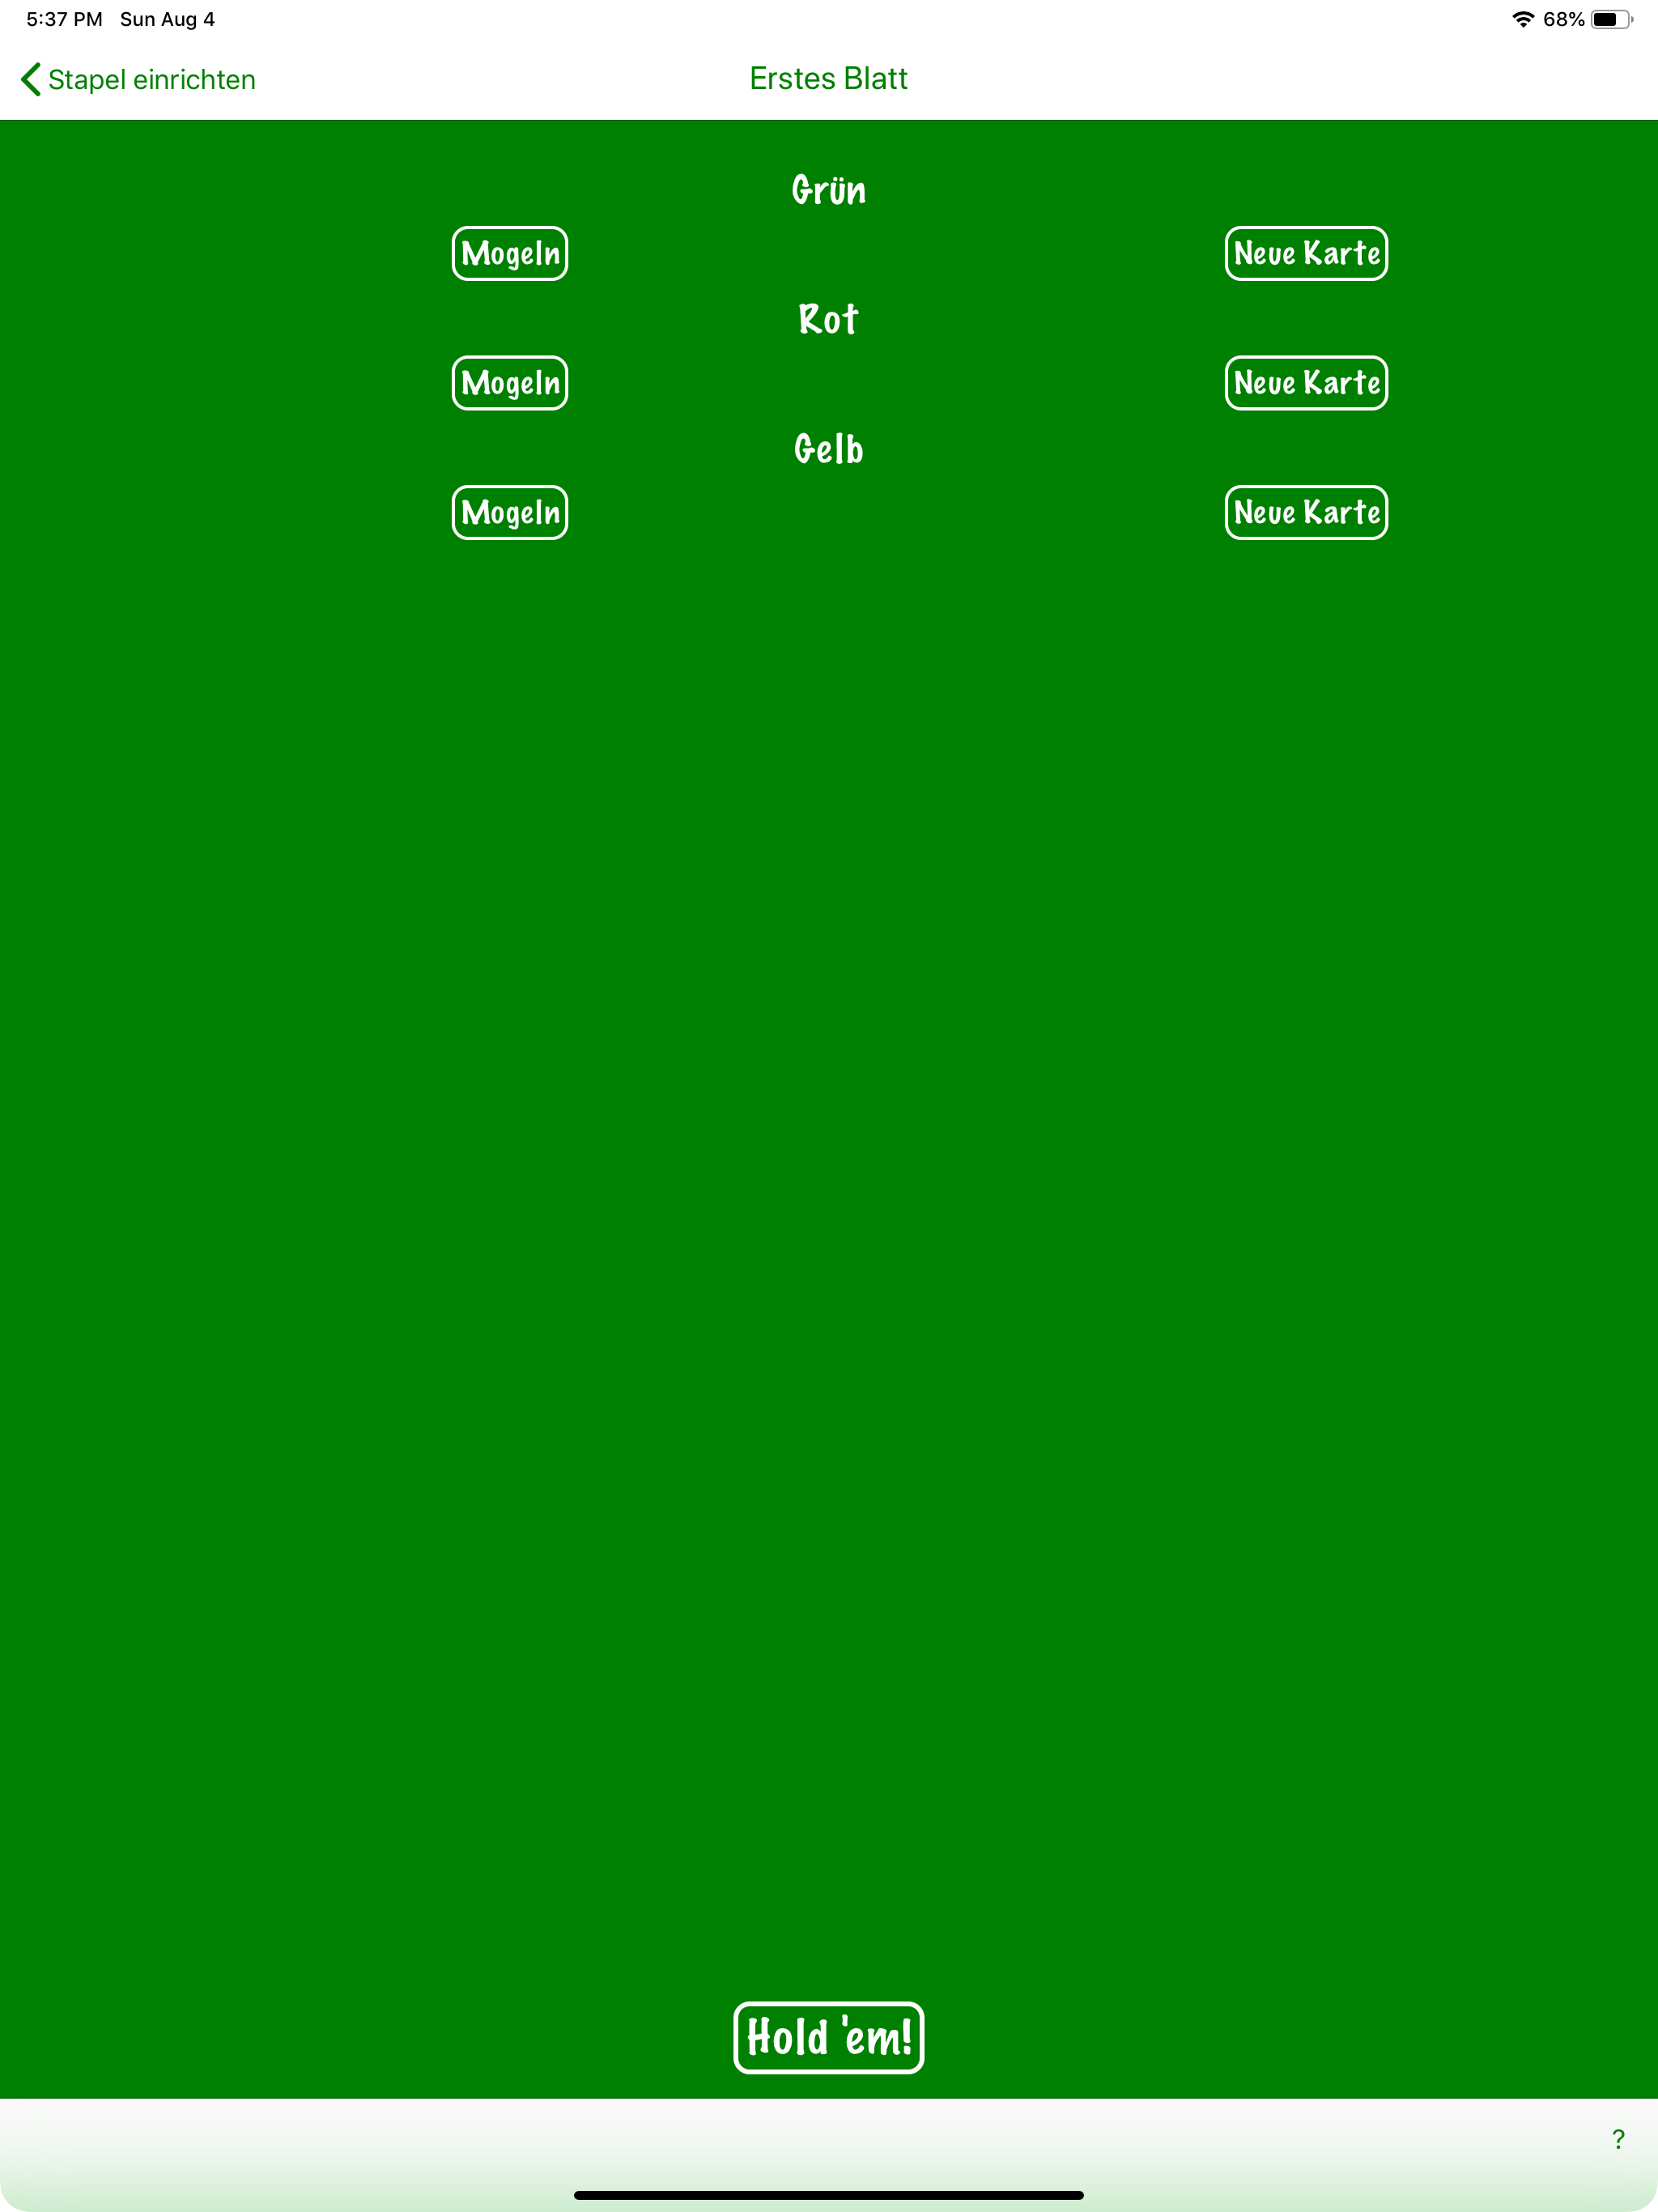 5:37 PM Sun Aug 4 68%
Stapel einrichten Erstes Blatt
Grün
Mogeln Neue Karte
Rot
Mogeln Neue Karte
Gelb
Mogeln Neue Karte
Hold 'em!
?